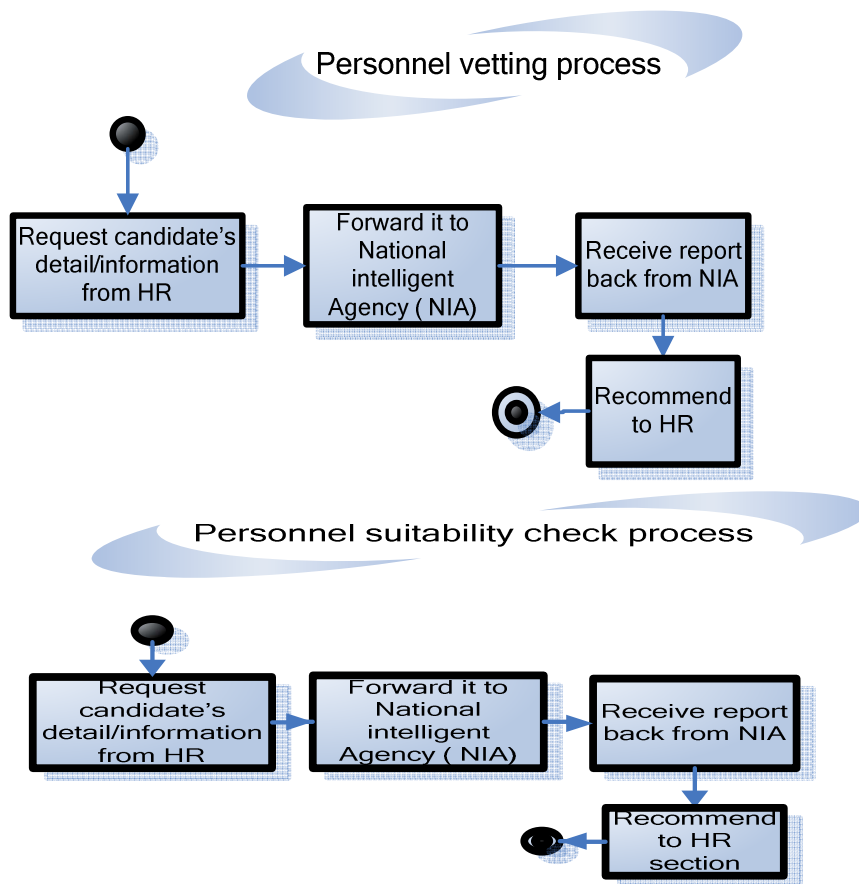 Personnel vetting process
Request candidate's
detail/information
from HR
Forward it to
National
intelligent
Agency ( NIA)
Receive report
back from NIA
Recommend
to HR
Personnel suitability check process
Request
candidate's
detail/information
from HR
Forward it to
National
intelligent
Agency ( NIA)
Receive report
back from NIA
Recommend
to HR
section